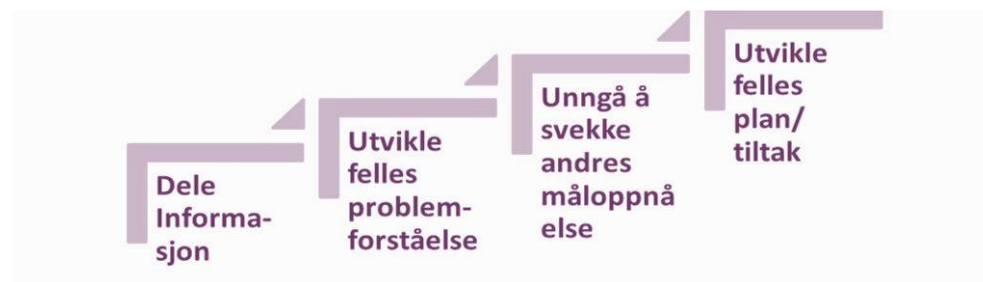 Dele
Informa-
sjon
Utvikle
felles
problem-
forståelse
Unngå å
svekke
andres
måloppnå
else
Utvikle
felles
plan/
tiltak